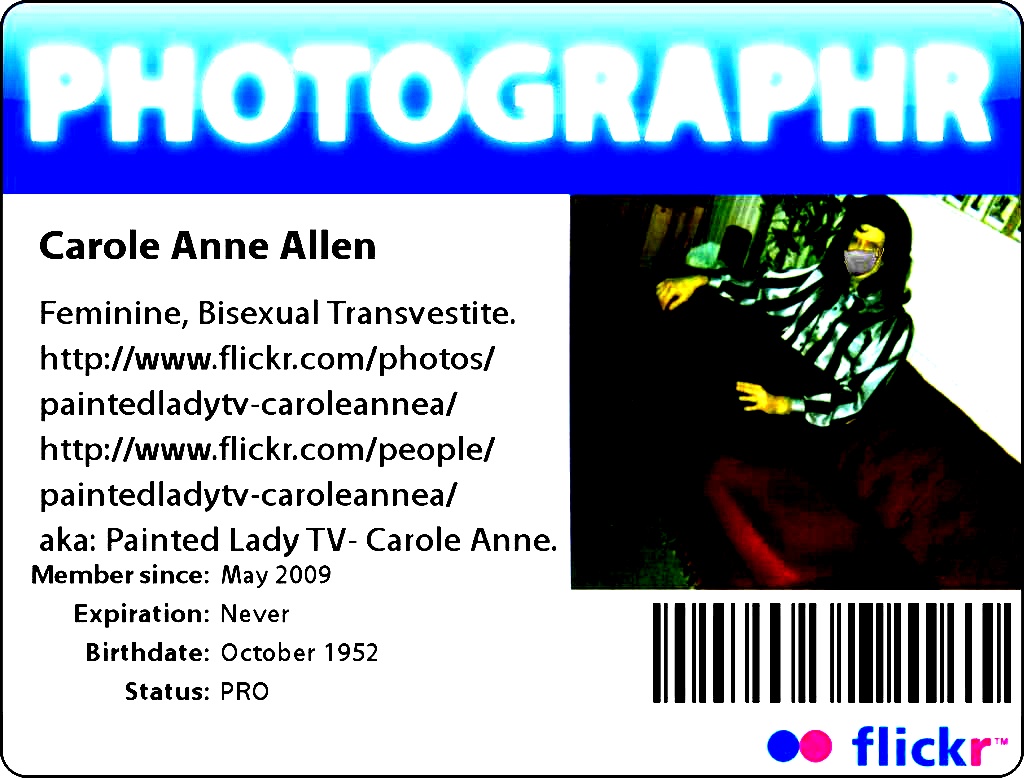 PHOTOGRAPHR
Carole Anne Allen
Feminine, Bisexual Transvestite.
http://www.flickr.com/photos/
paintedladytv-caroleannea/
http://www.flickr.com/people/
paintedladytv-caroleannea/
aka: Painted Lady TV- Carole Anne.
Member since: May 2009
Expiration: Never
Birthdate: October 1952
Status: PRO
flickr™